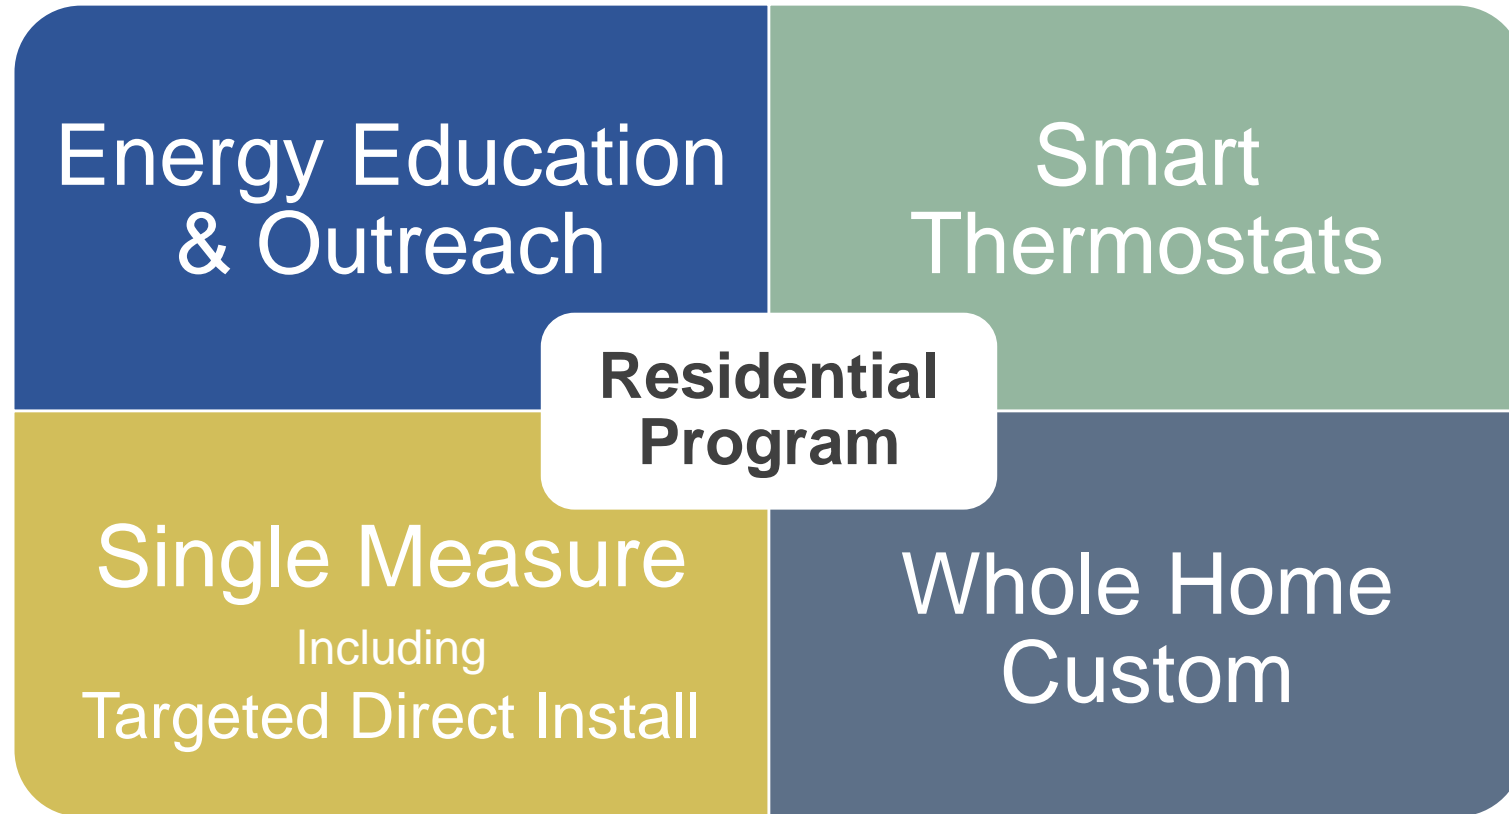 Energy Education
& Outreach
Smart
Thermostats
Residential
Program
Single Measure
Including
Targeted Direct Install
Whole Home
Custom